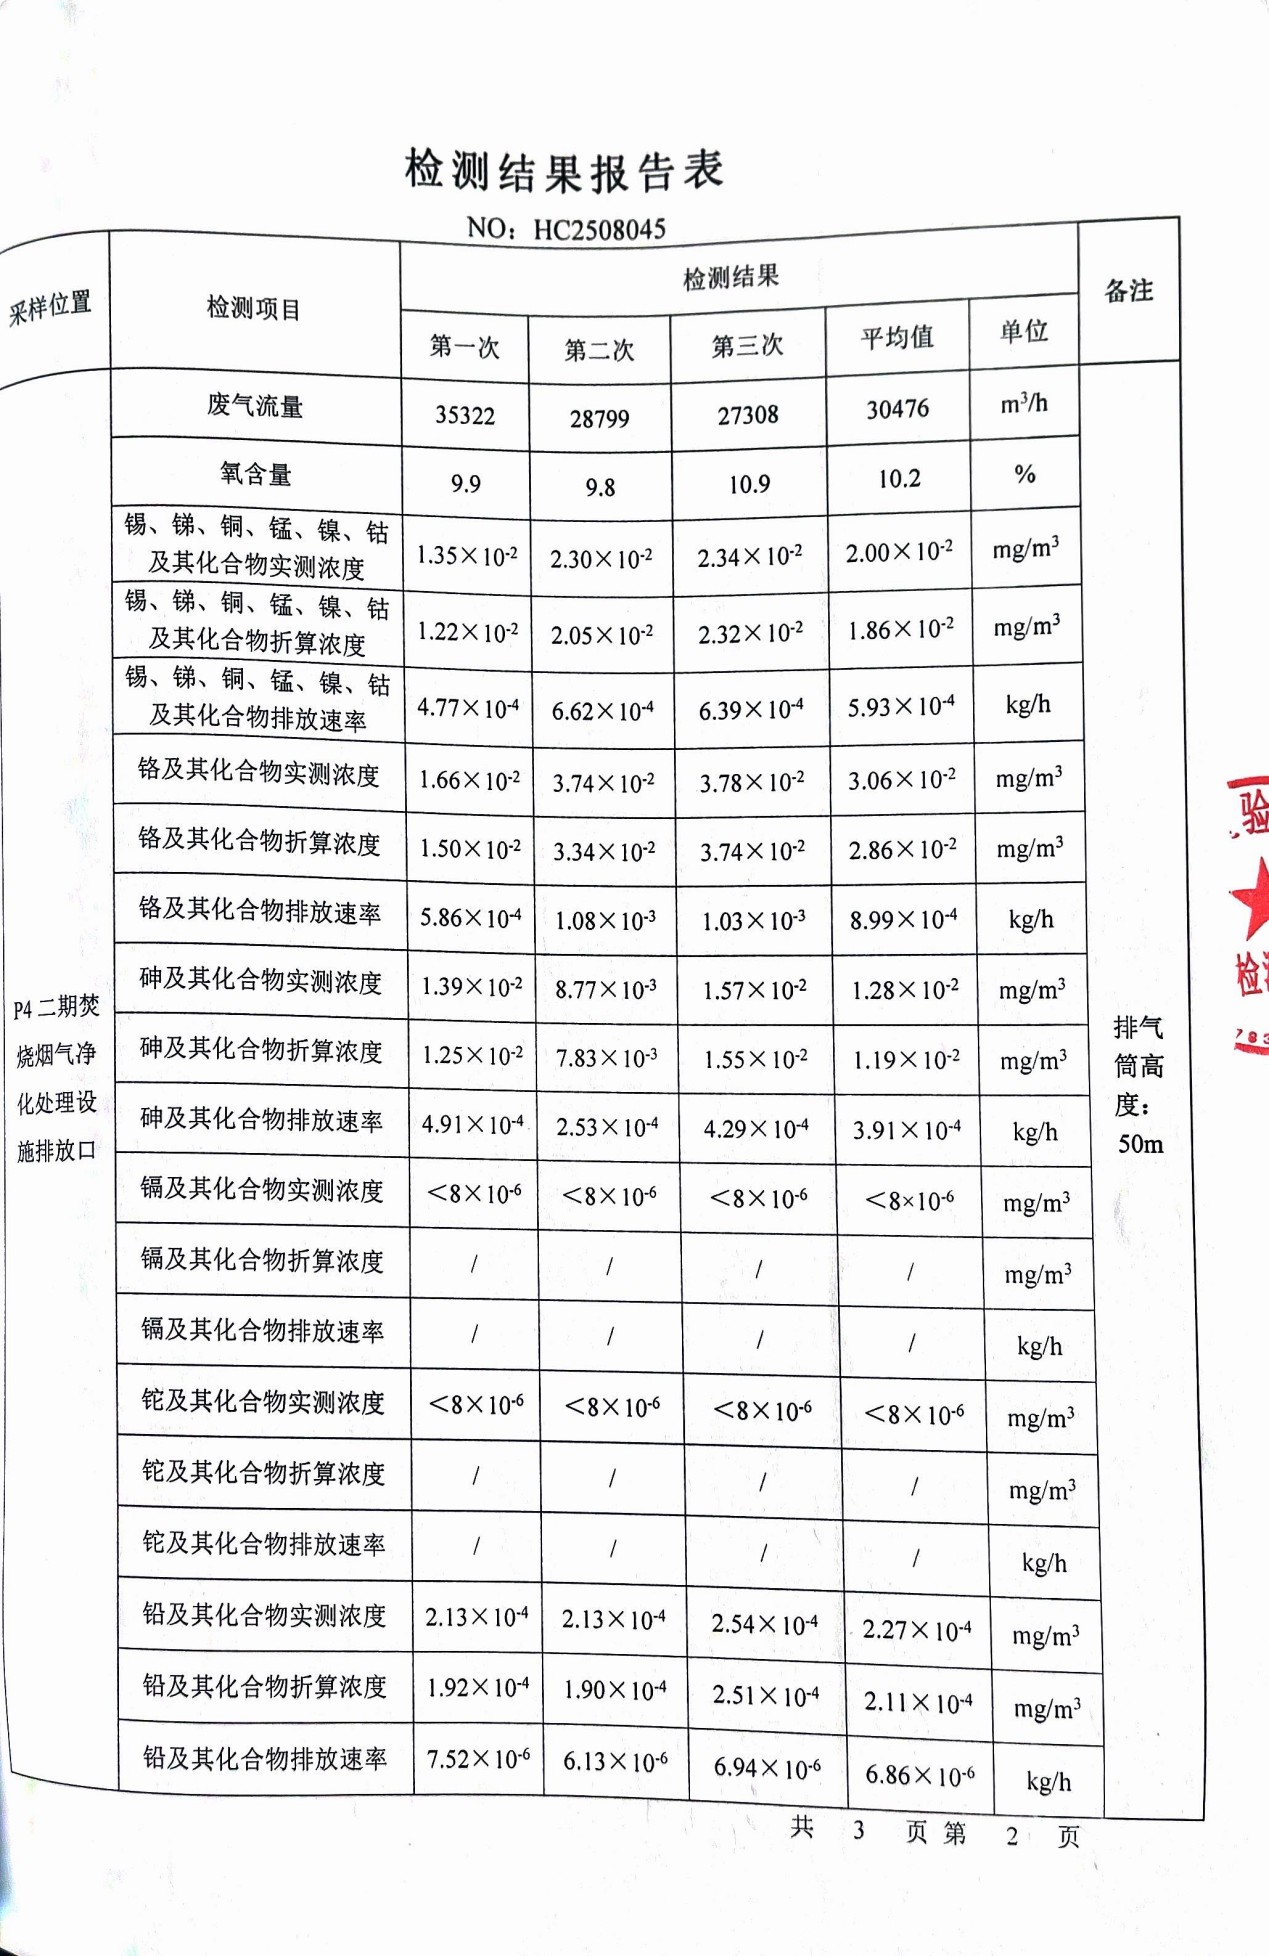 检测结果报告表
NO：HC2508045
采样位置 检测项目 检测结果 备注
第一次 第二次 第三次 平均值 单位
废气流量 35322 28799 27308 30476 m³/h
氧含量 9.9 9.8 10.9 10.2 %
锡、锑、铜、锰、镍、钴
及其化合物实测浓度 1.35×10⁻² 2.30×10⁻² 2.34×10⁻² 2.00×10⁻² mg/m³
锡、锑、铜、锰、镍、钴
及其化合物折算浓度 1.22×10⁻² 2.05×10⁻² 2.32×10⁻² 1.86×10⁻² mg/m³
锡、锑、铜、锰、镍、钴
及其化合物排放速率 4.77×10⁻⁴ 6.62×10⁻⁴ 6.39×10⁻⁴ 5.93×10⁻⁴ kg/h
铬及其化合物实测浓度 1.66×10⁻² 3.74×10⁻² 3.78×10⁻² 3.06×10⁻² mg/m³
铬及其化合物折算浓度 1.50×10⁻² 3.34×10⁻² 3.74×10⁻² 2.86×10⁻² mg/m³
铬及其化合物排放速率 5.86×10⁻⁴ 1.08×10⁻³ 1.03×10⁻³ 8.99×10⁻⁴ kg/h
砷及其化合物实测浓度 1.39×10⁻² 8.77×10⁻³ 1.57×10⁻² 1.28×10⁻² mg/m³
砷及其化合物折算浓度 1.25×10⁻² 7.83×10⁻³ 1.55×10⁻² 1.19×10⁻² mg/m³
砷及其化合物排放速率 4.91×10⁻⁴ 2.53×10⁻⁴ 4.29×10⁻⁴ 3.91×10⁻⁴ kg/h
镉及其化合物实测浓度 <8×10⁻⁶ <8×10⁻⁶ <8×10⁻⁶ <8×10⁻⁶ mg/m³
镉及其化合物折算浓度 / / / / mg/m³
镉及其化合物排放速率 / / / / kg/h
铊及其化合物实测浓度 <8×10⁻⁶ <8×10⁻⁶ <8×10⁻⁶ <8×10⁻⁶ mg/m³
铊及其化合物折算浓度 / / / / mg/m³
铊及其化合物排放速率 / / / / kg/h
铅及其化合物实测浓度 2.13×10⁻⁴ 2.13×10⁻⁴ 2.54×10⁻⁴ 2.27×10⁻⁴ mg/m³
铅及其化合物折算浓度 1.92×10⁻⁴ 1.90×10⁻⁴ 2.51×10⁻⁴ 2.11×10⁻⁴ mg/m³
铅及其化合物排放速率 7.52×10⁻⁶ 6.13×10⁻⁶ 6.94×10⁻⁶ 6.86×10⁻⁶ kg/h
P4 二期焚
烧烟气净
化处理设
施排放口
排气
筒高
度：
50m
验
检
783
共 3 页 第 2 页